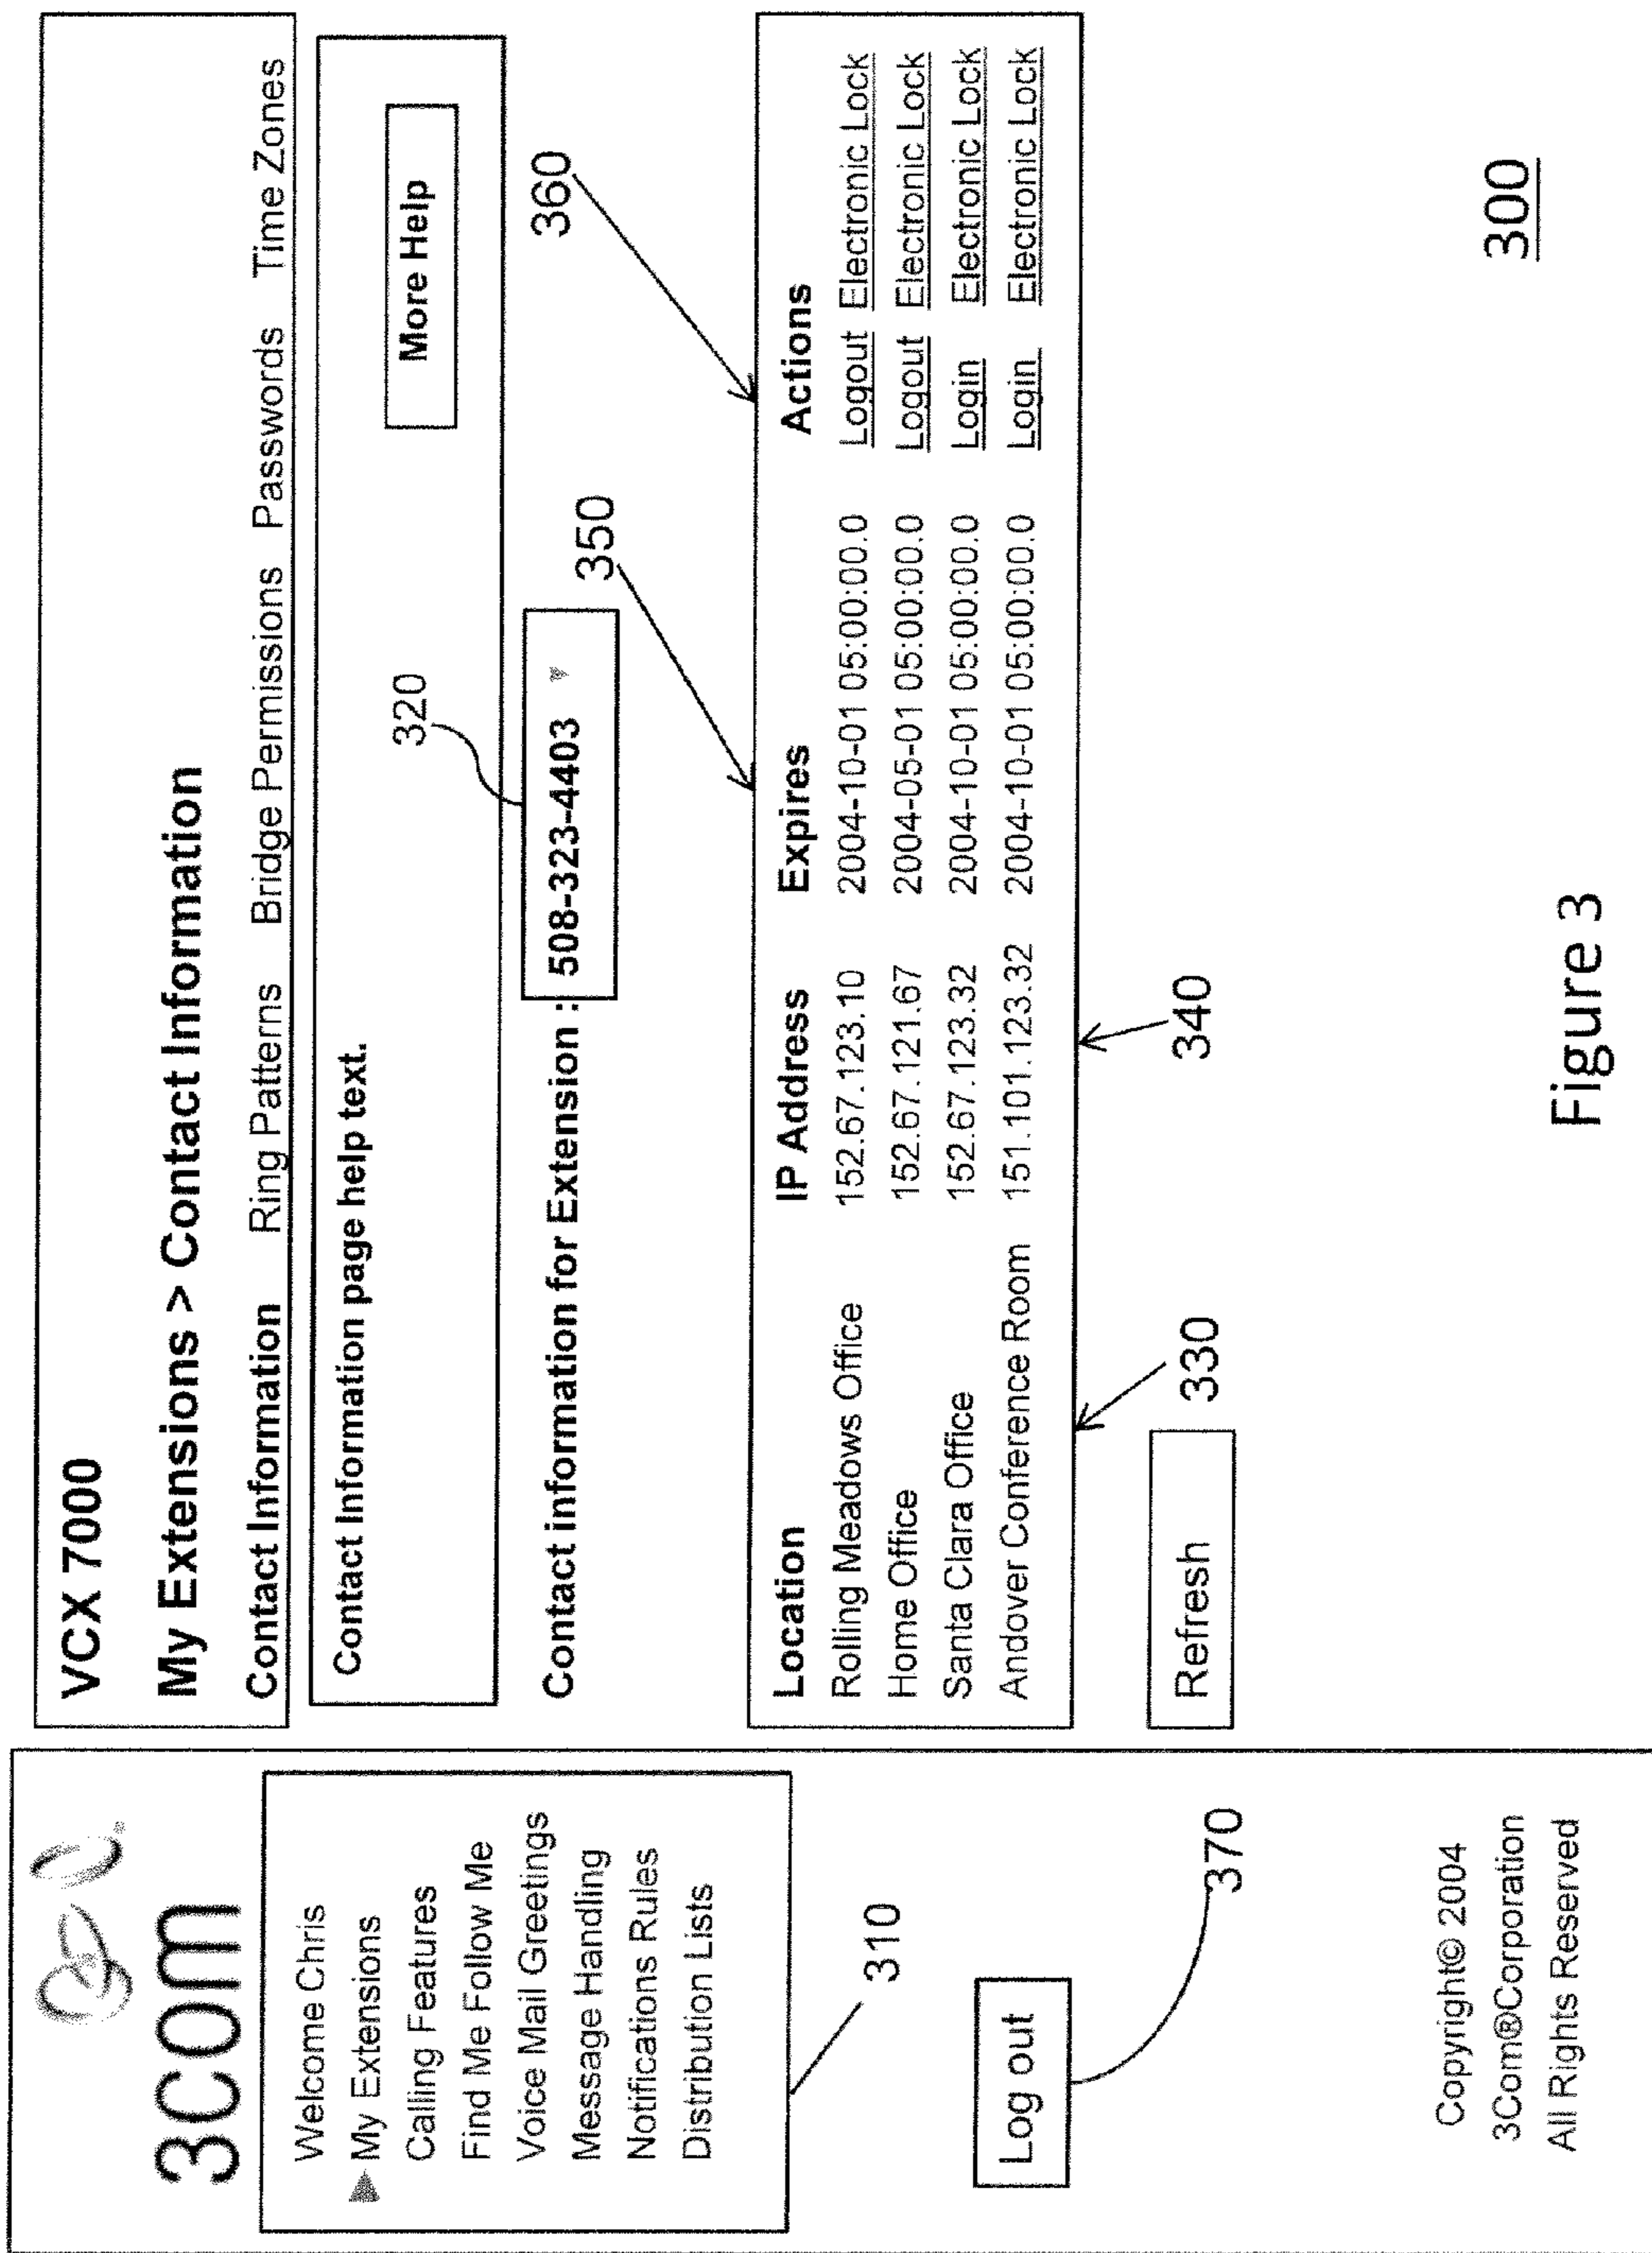 3com
Welcome Chris
My Extensions
Calling Features
Find Me Follow Me
Voice Mail Greetings
Message Handling
Notifications Rules
Distribution Lists
310
Log out
370
Copyright© 2004
3Com®Corporation
All Rights Reserved
VCX 7000
My Extensions > Contact Information
Contact Information Ring Patterns Bridge Permissions Passwords Time Zones
Contact Information page help text.
More Help
320
Contact information for Extension : 508-323-4403
350
360
Location IP Address Expires Actions
Rolling Meadows Office 152.67.123.10 2004-10-01 05:00:00.0 Logout Electronic Lock
Home Office 152.67.121.67 2004-05-01 05:00:00.0 Logout Electronic Lock
Santa Clara Office 152.67.123.32 2004-10-01 05:00:00.0 Login Electronic Lock
Andover Conference Room 151.101.123.32 2004-10-01 05:00:00.0 Login Electronic Lock
330
340
Refresh
300
Figure 3